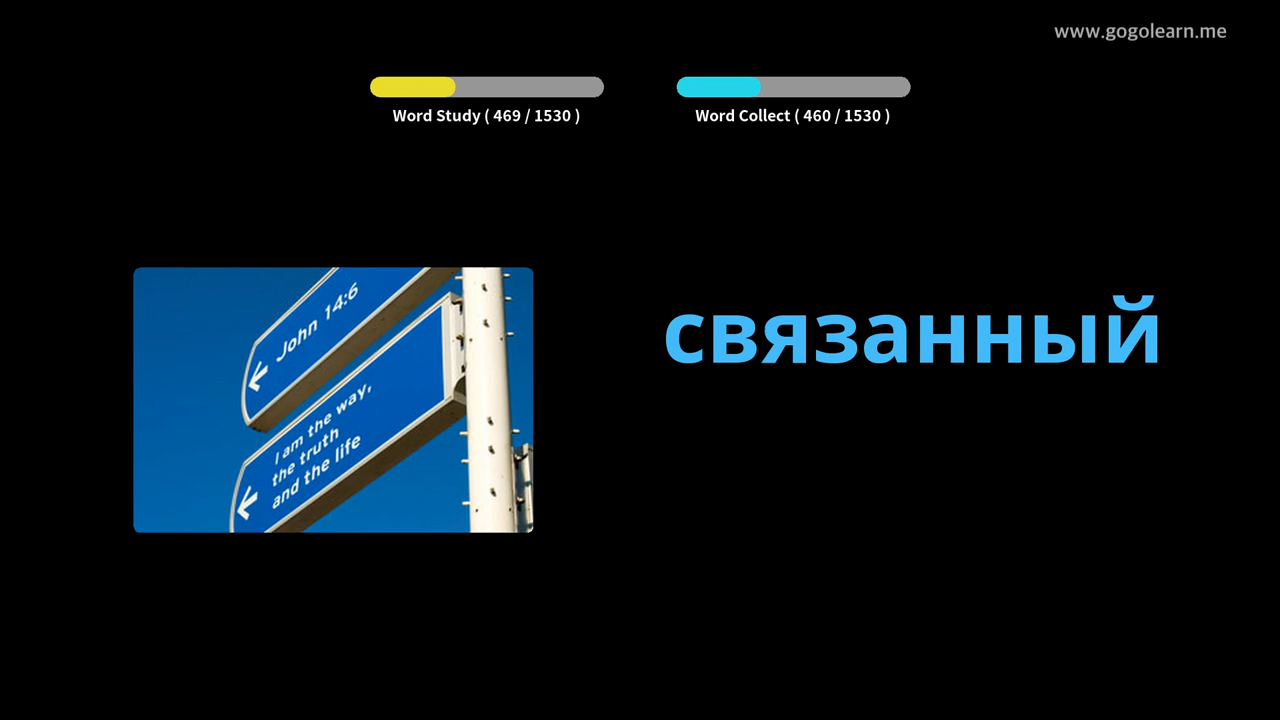 www.gogolearn.me
Word Study ( 469 / 1530 )
Word Collect ( 460 / 1530 )
John 14:6
I am the way,
the truth
and the life
связанный